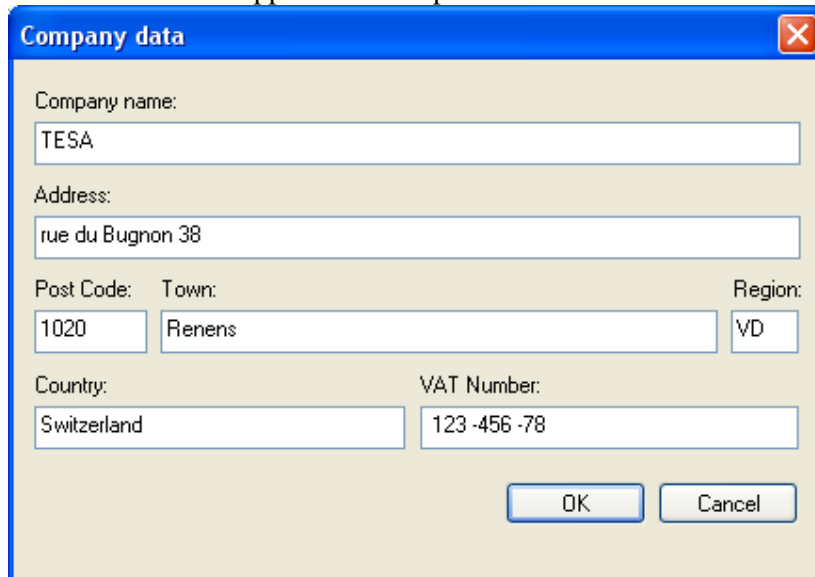 Company data
Company name:
TESA
Address:
rue du Bugnon 38
Post Code: Town: Region:
1020 Renens VD
Country: VAT Number:
Switzerland 123 -456 -78
OK Cancel